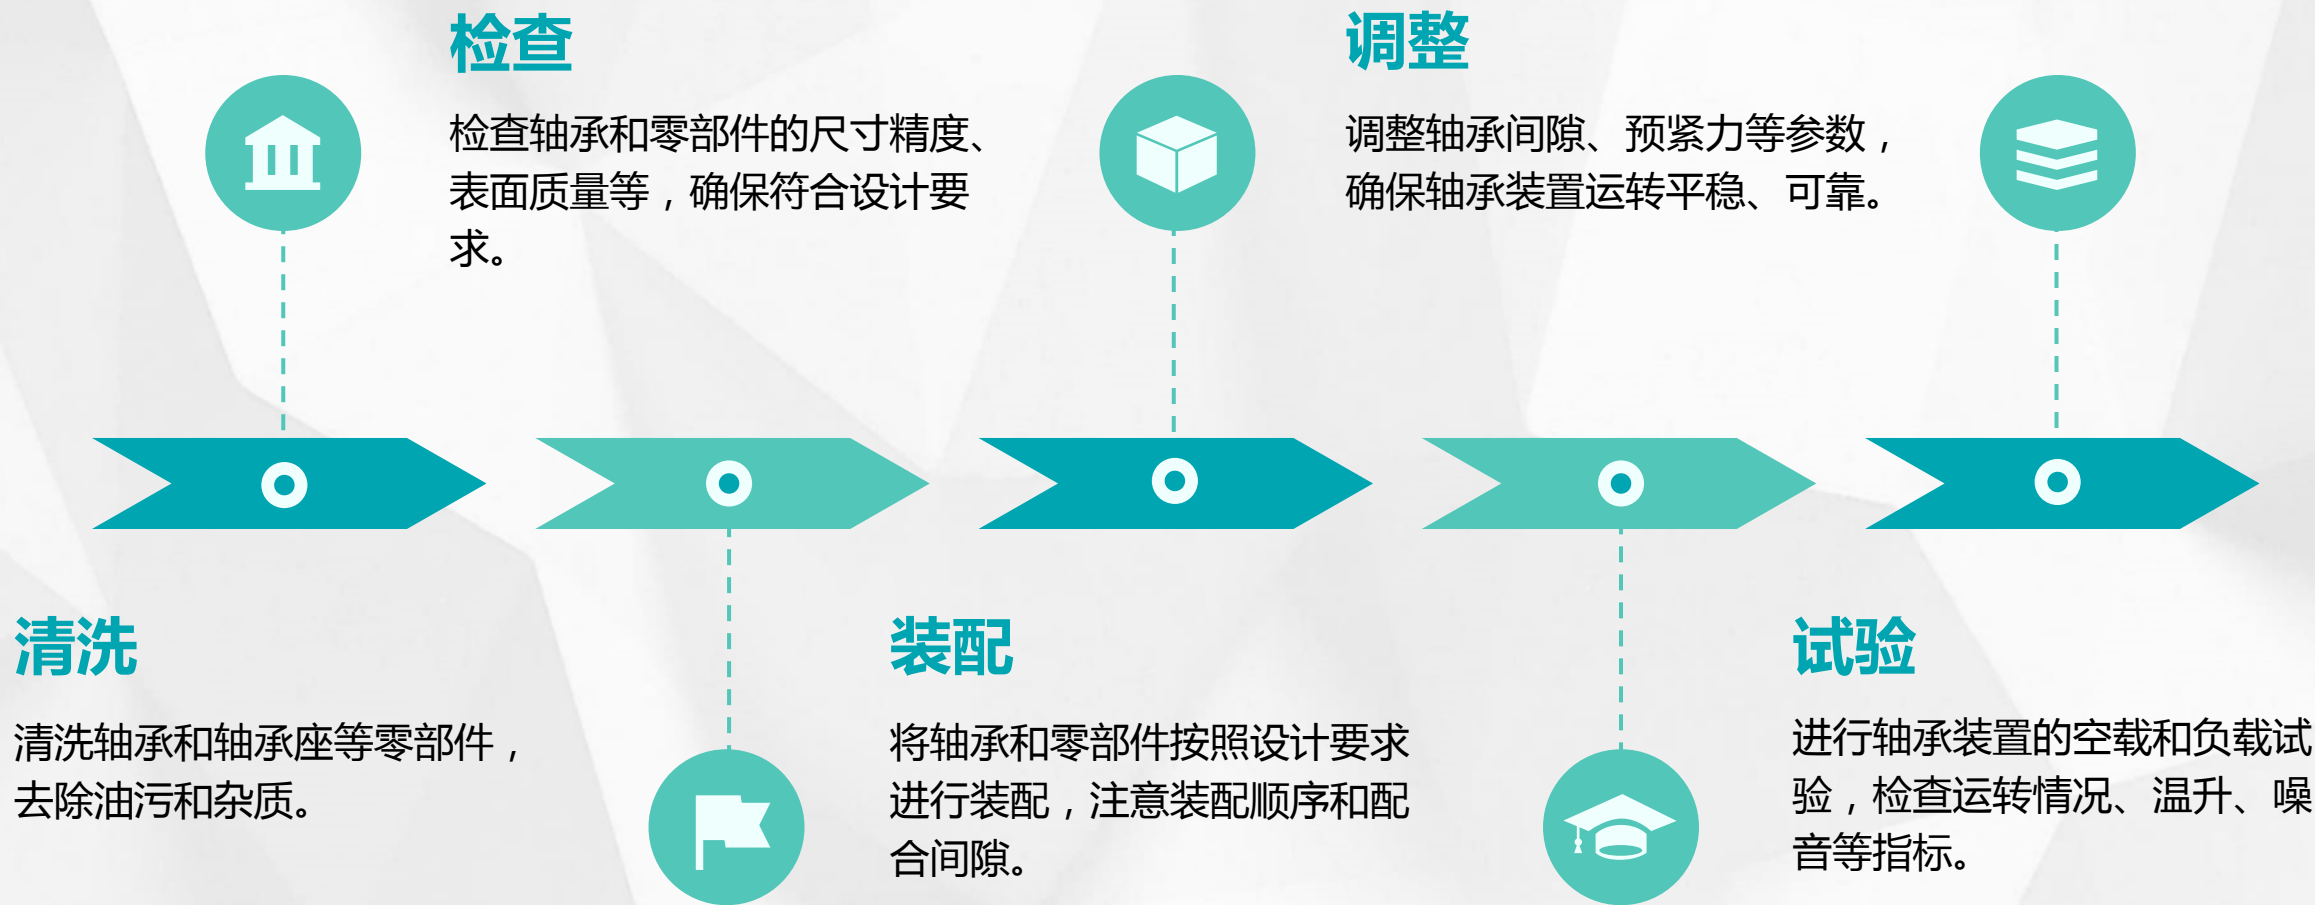 检查
检查轴承和零部件的尺寸精度、
表面质量等，确保符合设计要
求。
调整
调整轴承间隙、预紧力等参数，
确保轴承装置运转平稳、可靠。
清洗
清洗轴承和轴承座等零部件，
去除油污和杂质。
装配
将轴承和零部件按照设计要求
进行装配，注意装配顺序和配
合间隙。
试验
进行轴承装置的空载和负载试
验，检查运转情况、温升、噪
音等指标。